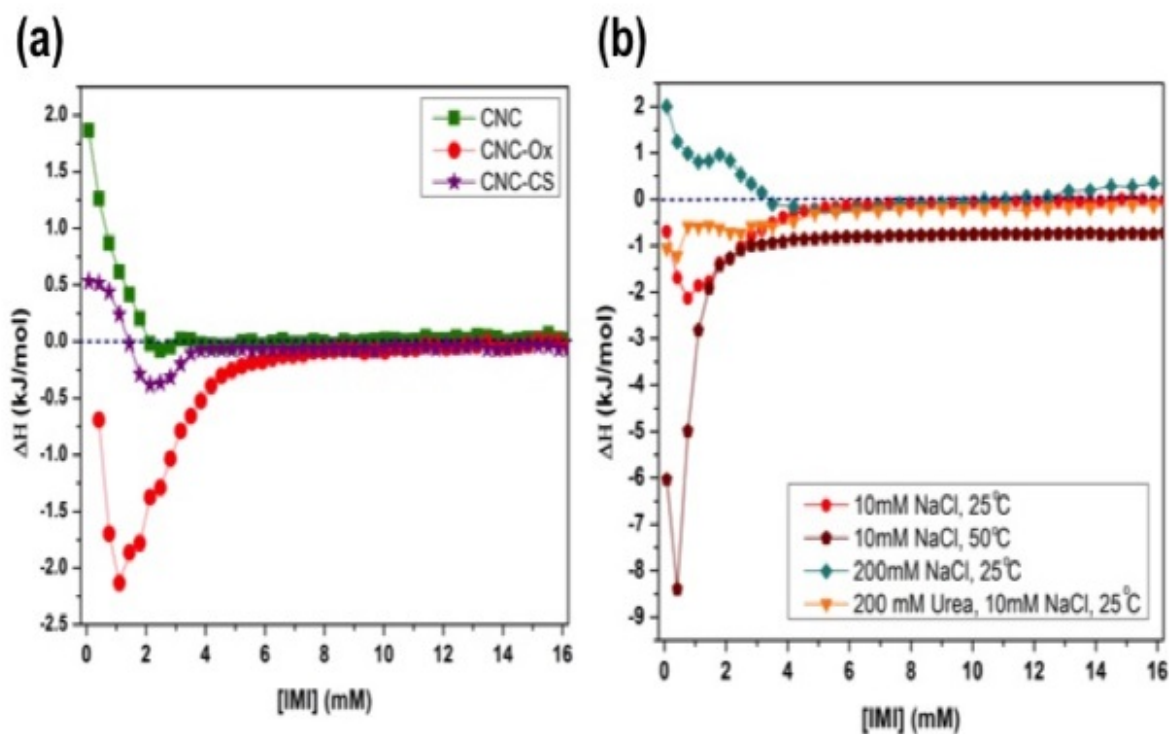 (a)
2.0
1.5
1.0
0.5
0.0
-0.5
-1.0
-1.5
-2.0
-2.5
ΔH (kJ/mol)
CNC
CNC-Ox
CNC-CS
0 2 4 6 8 10 12 14 16
[IMI] (mM)
(b)
2
1
0
-1
-2
-3
-4
-5
-6
-7
-8
-9
ΔH (kJ/mol)
10mM NaCl, 25°C
10mM NaCl, 50°C
200mM NaCl, 25°C
200 mM Urea, 10mM NaCl, 25°C
0 2 4 6 8 10 12 14 16
[IMI] (mM)